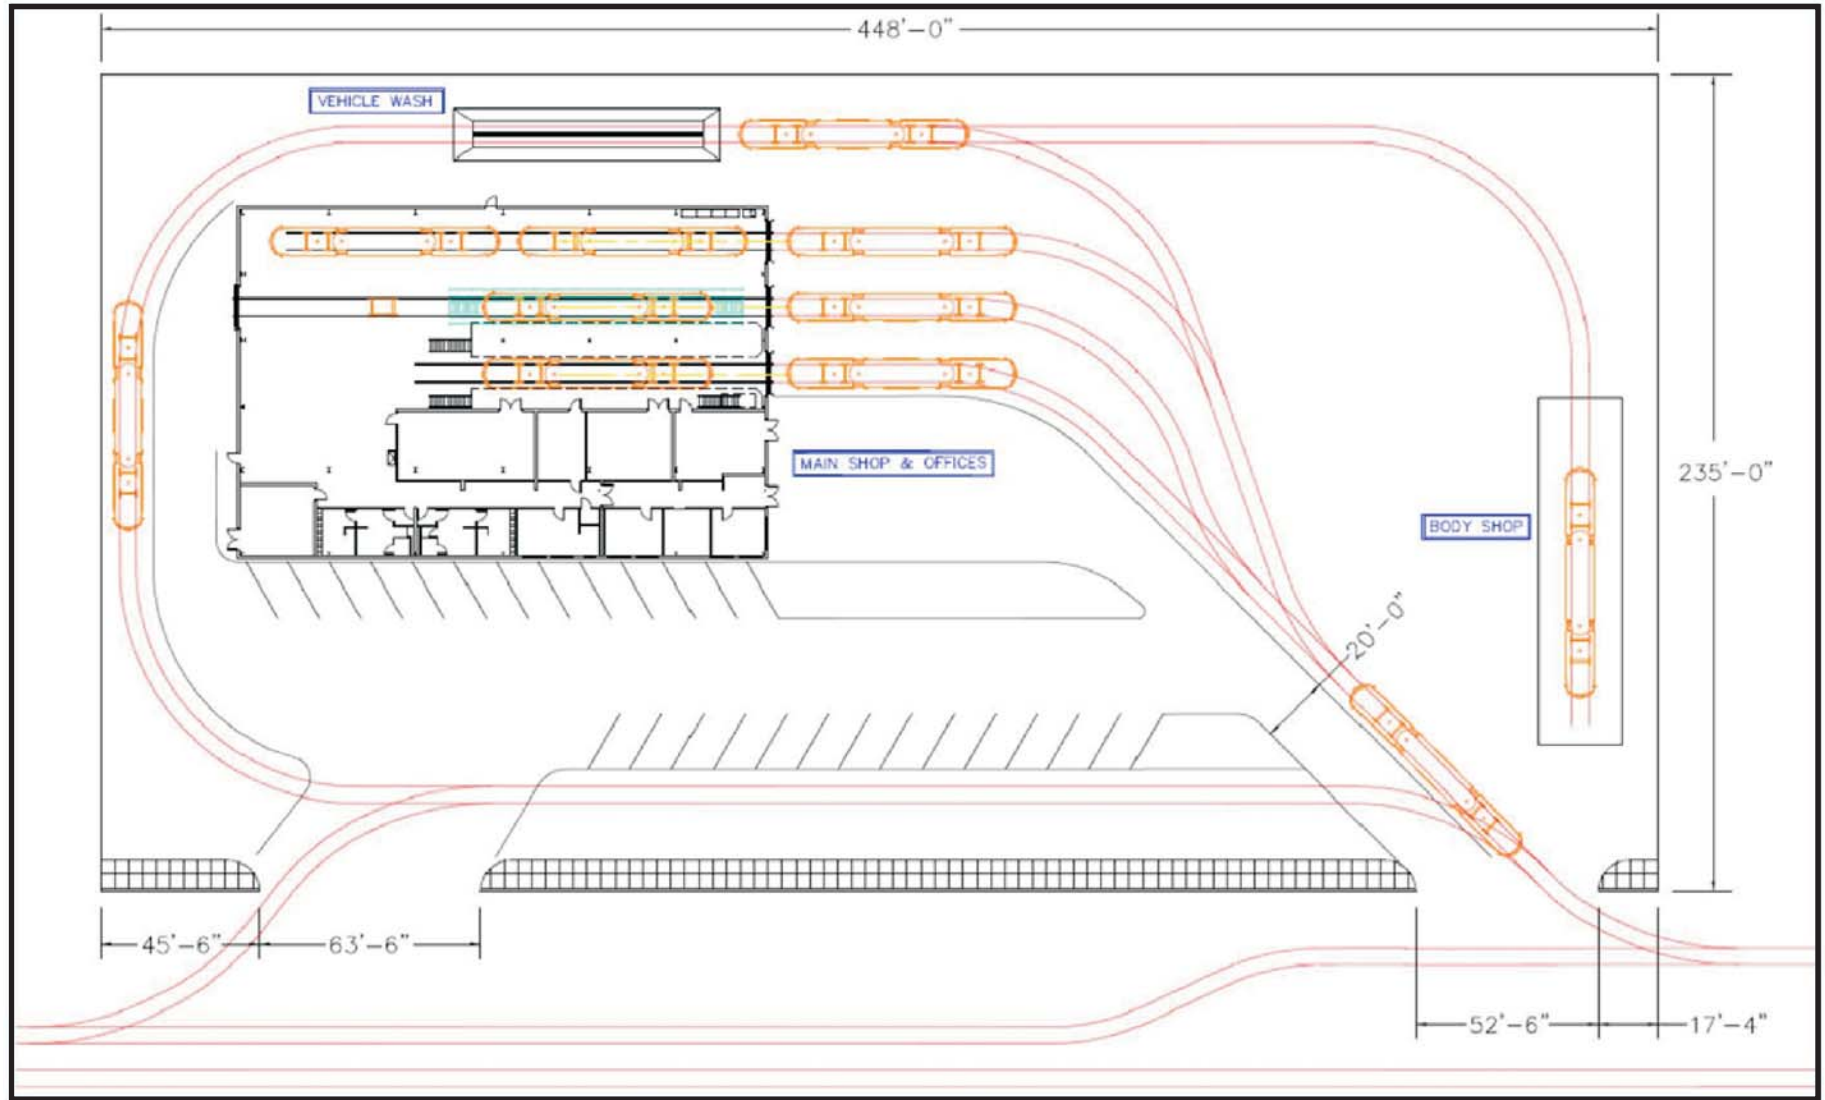 448'-0"
VEHICLE WASH
MAIN SHOP & OFFICES
235'-0"
BODY SHOP
20'-0"
45'-6"
63'-6"
52'-6"
17'-4"